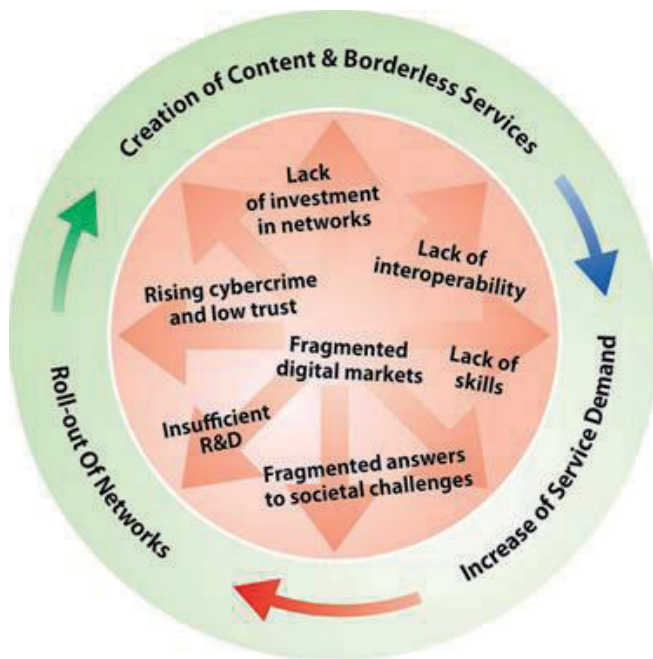 Creation of Content & Borderless Services
Lack
of investment
in networks
Lack of
interoperability
Rising cybercrime
and low trust
Fragmented
digital markets
Lack of
skills
Insufficient
R&D
Fragmented answers
to societal challenges
Roll-out Of Networks
Increase of Service Demand